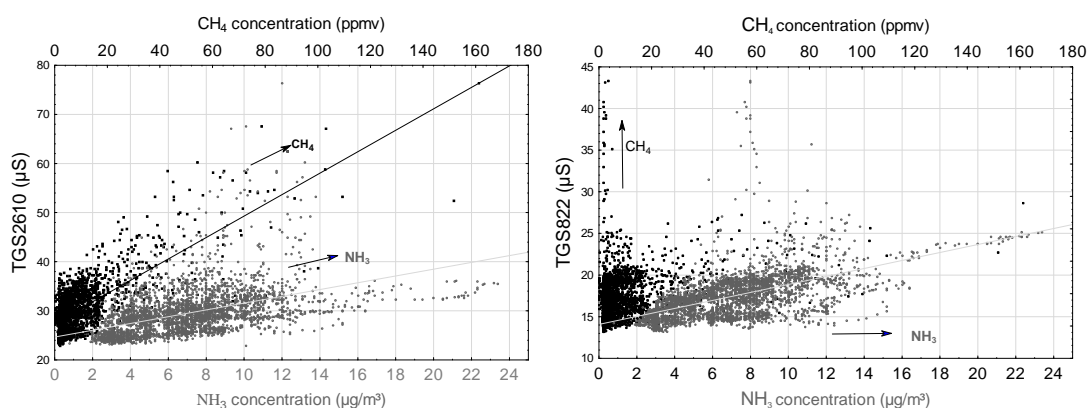 CH₄ concentration (ppmv)
0 20 40 60 80 100 120 140 160 180
TGS2610 (µS)
80
70
60
50
40
30
20
CH₄
NH₃
0 2 4 6 8 10 12 14 16 18 20 22 24
NH₃ concentration (µg/m³)
CH₄ concentration (ppmv)
0 20 40 60 80 100 120 140 160 180
TGS822 (µS)
45
40
35
30
25
20
15
10
CH₄
NH₃
0 2 4 6 8 10 12 14 16 18 20 22 24
NH₃ concentration (µg/m³)